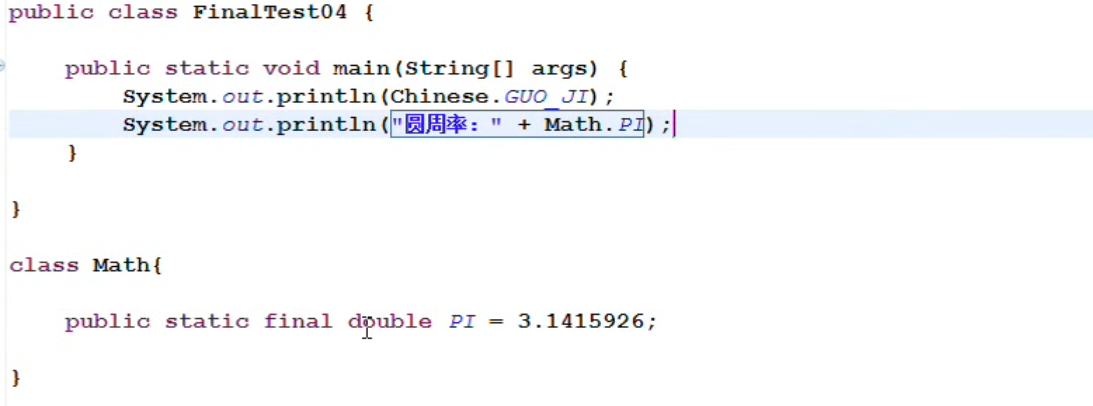 public class FinalTest04 {
public static void main(String[] args) {
System.out.println(Chinese.GUO_JI);
System.out.println("圆周率：" + Math.PI);
}
}
class Math{
public static final double PI = 3.1415926;
}